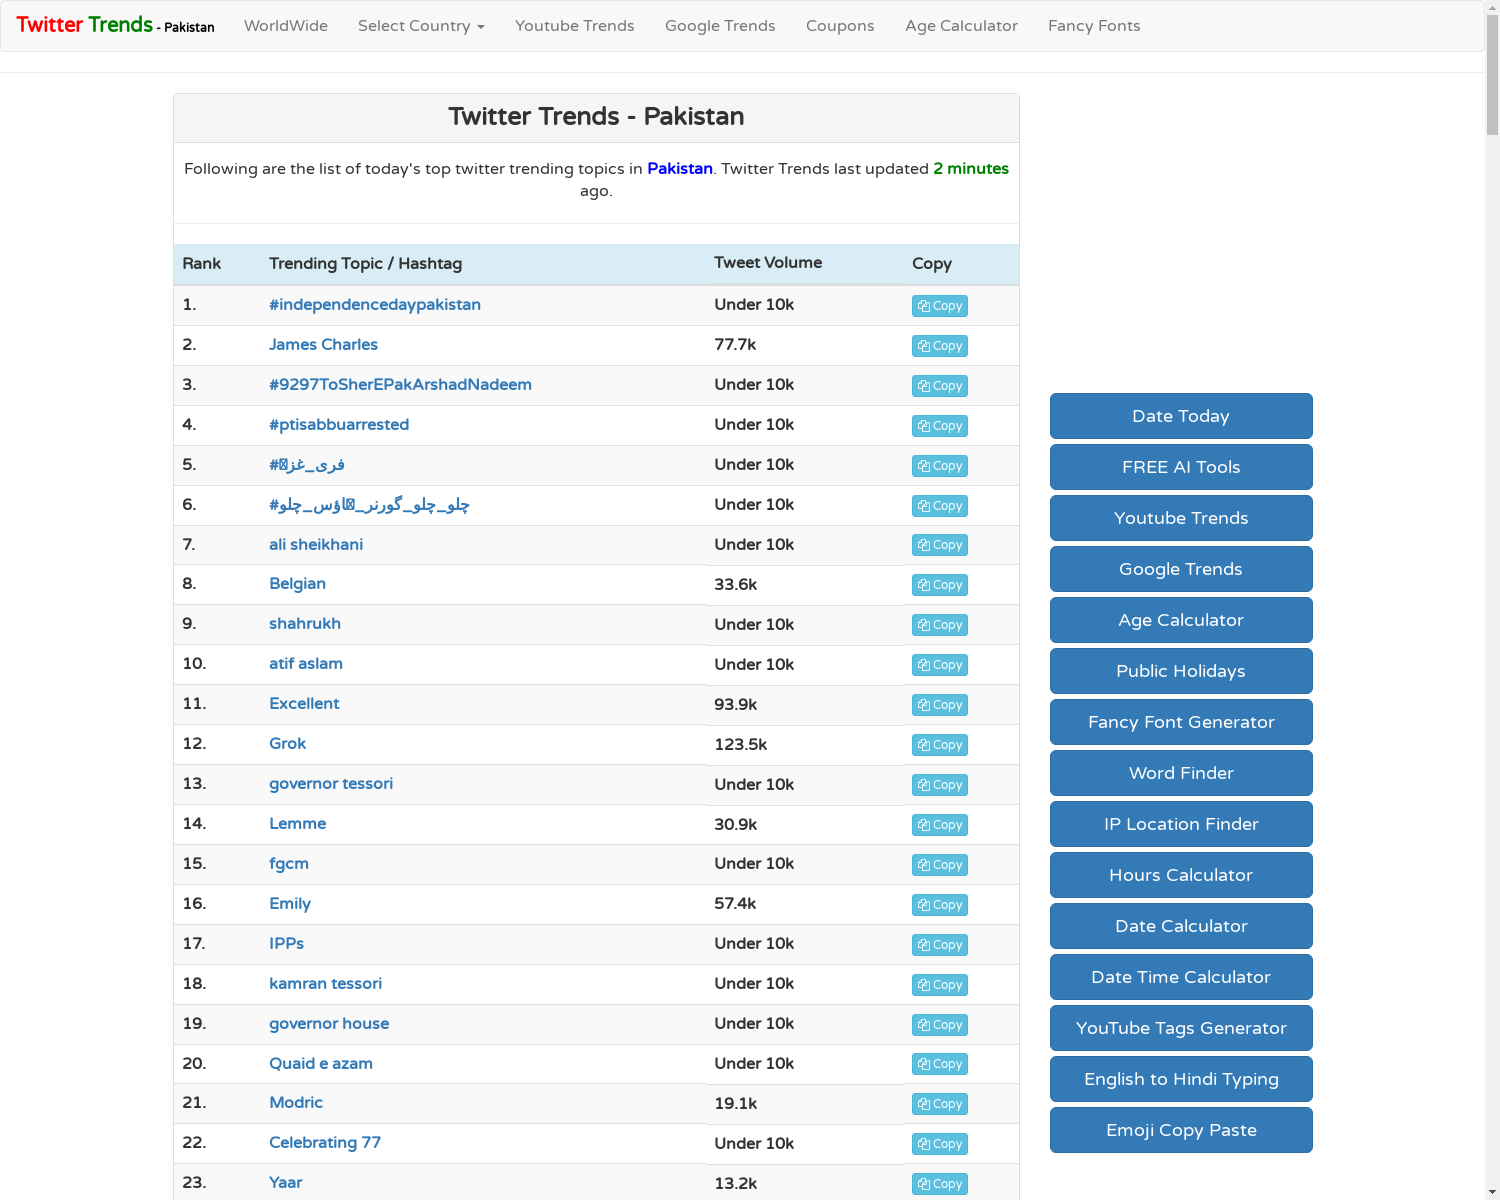 Twitter Trends - Pakistan WorldWide Select Country Youtube Trends Google Trends Coupons Age Calculator Fancy Fonts
Twitter Trends - Pakistan
Following are the list of today's top twitter trending topics in Pakistan. Twitter Trends last updated 2 minutes
ago.
Rank Trending Topic / Hashtag Tweet Volume Copy
1. #independencedaypakistan Under 10k Copy
2. James Charles 77.7k Copy
3. #9297ToSherEPakArshadNadeem Under 10k Copy
4. #ptisabbuarrested Under 10k Copy
5. Under 10k Copy
6. Under 10k Copy
7. ali sheikhani Under 10k Copy
8. Belgian 33.6k Copy
9. shahrukh Under 10k Copy
10. atif aslam Under 10k Copy
11. Excellent 93.9k Copy
12. Grok 123.5k Copy
13. governor tessori Under 10k Copy
14. Lemme 30.9k Copy
15. fgcm Under 10k Copy
16. Emily 57.4k Copy
17. IPPs Under 10k Copy
18. kamran tessori Under 10k Copy
19. governor house Under 10k Copy
20. Quaid e azam Under 10k Copy
21. Modric 19.1k Copy
22. Celebrating 77 Under 10k Copy
23. Yaar 13.2k Copy
Date Today
FREE AI Tools
Youtube Trends
Google Trends
Age Calculator
Public Holidays
Fancy Font Generator
Word Finder
IP Location Finder
Hours Calculator
Date Calculator
Date Time Calculator
YouTube Tags Generator
English to Hindi Typing
Emoji Copy Paste